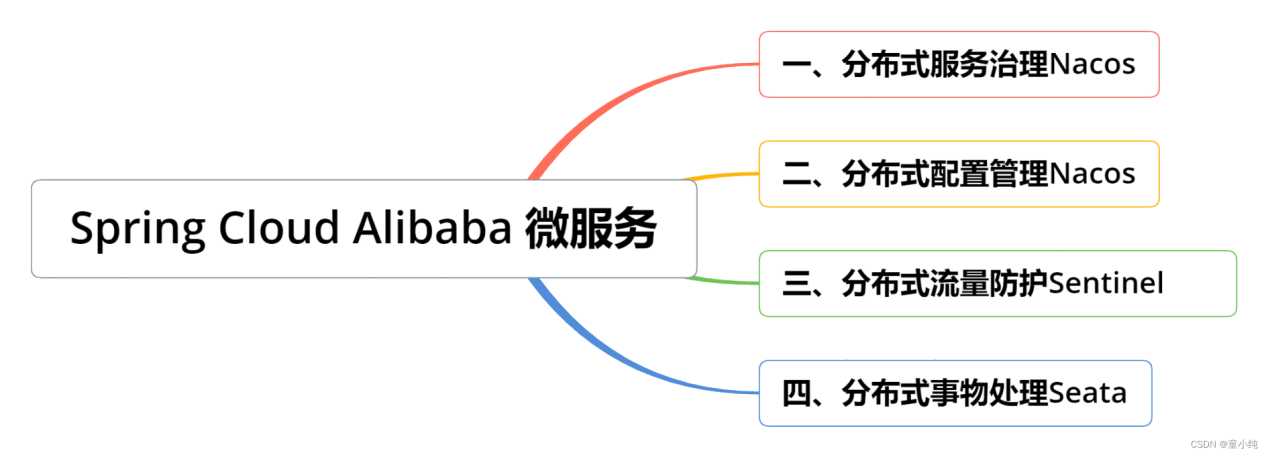 Spring Cloud Alibaba 微服务
一、分布式服务治理Nacos
二、分布式配置管理Nacos
三、分布式流量防护Sentinel
四、分布式事物处理Seata
CSDN @童小纯